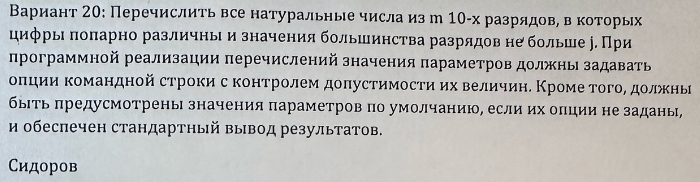 Вариант 20: Перечислить все натуральные числа из m 10-х разрядов, в которых
цифры попарно различны и значения большинства разрядов не больше j. При
программной реализации перечислений значения параметров должны задавать
опции командной строки с контролем допустимости их величин. Кроме того, должны
быть предусмотрены значения параметров по умолчанию, если их опции не заданы,
и обеспечен стандартный вывод результатов.
Сидоров